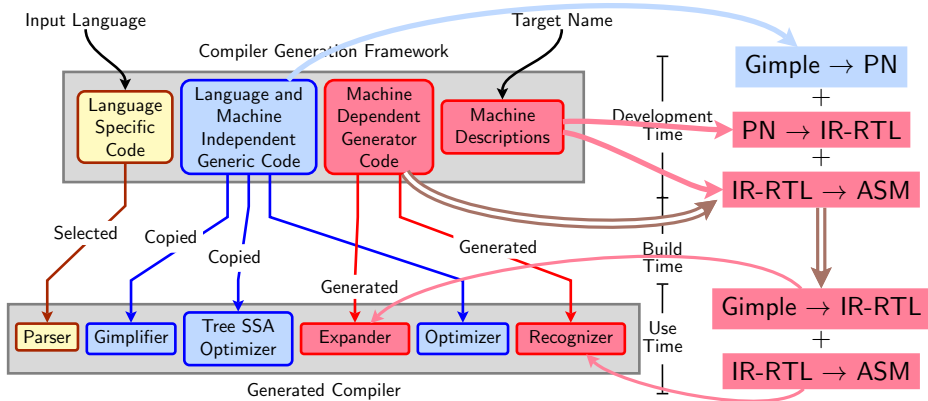 Input Language
Target Name
Compiler Generation Framework
Language
Specific
Code
Language and
Machine
Independent
Generic Code
Machine
Dependent
Generator
Code
Machine
Descriptions
Development
Time
Gimple → PN
+
PN → IR-RTL
+
IR-RTL → ASM
Selected
Copied
Copied
Generated
Generated
Build
Time
Parser
Gimplifier
Tree SSA
Optimizer
Expander
Optimizer
Recognizer
Use
Time
Gimple → IR-RTL
+
IR-RTL → ASM
Generated Compiler